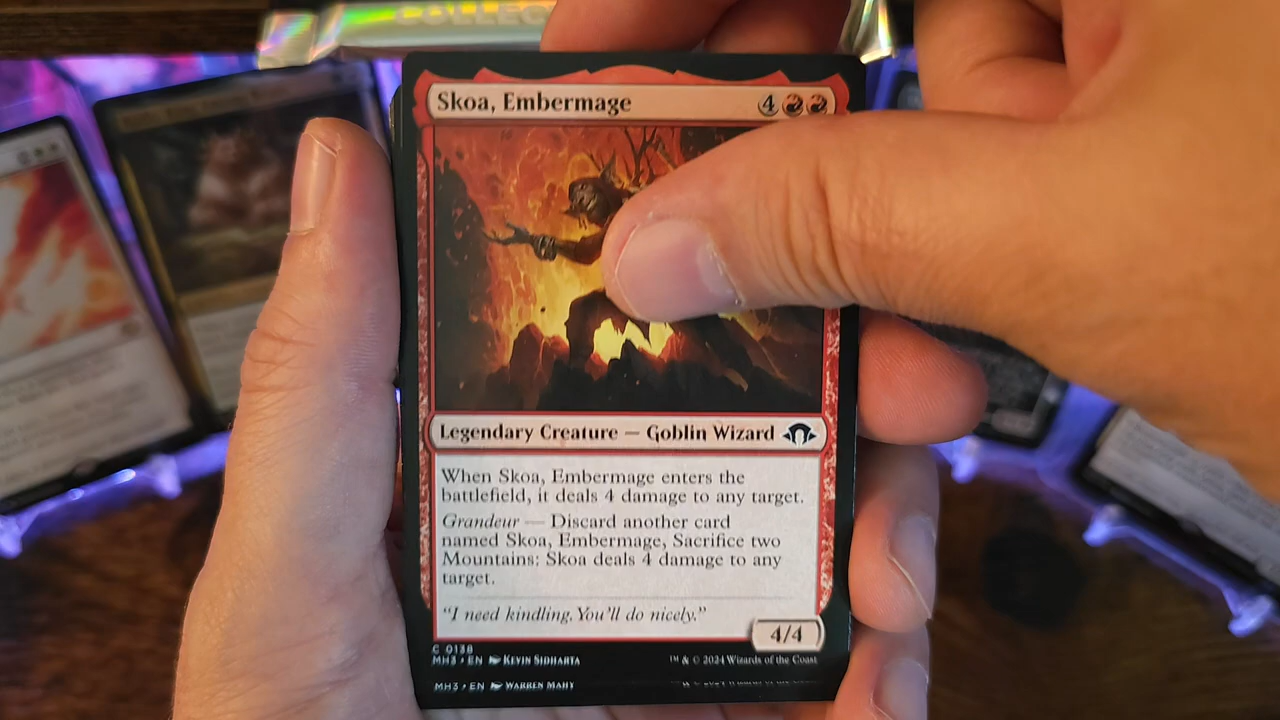 COLLEC
Skoa, Embermage 4
Legendary Creature — Goblin Wizard
When Skoa, Embermage enters the
battlefield, it deals 4 damage to any target.
Grandeur — Discard another card
named Skoa, Embermage, Sacrifice two
Mountains: Skoa deals 4 damage to any
target.
“I need kindling. You’ll do nicely.”
4/4
C 0138
MH3 • EN Kevin Sidharta ™ & © 2024 Wizards of the Coast
MH3 • EN Warren Mahy